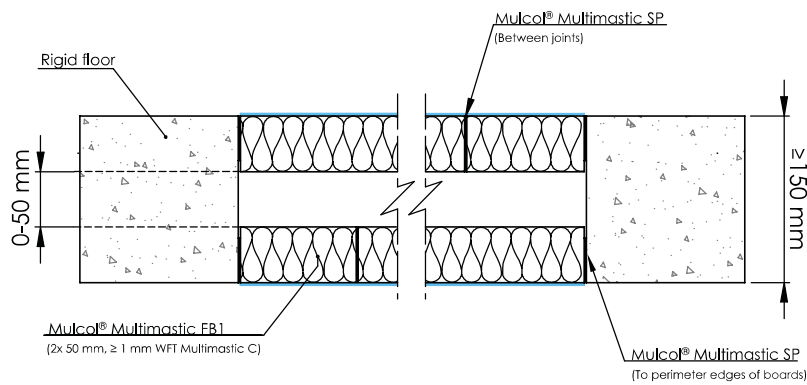 Mulcol® Multimastic SP
(Between joints)
Rigid floor
0-50 mm
≥150 mm
Mulcol® Multimastic FB1
(2x 50 mm, ≥ 1 mm WFT Multimastic C)
Mulcol® Multimastic SP
(To perimeter edges of boards)